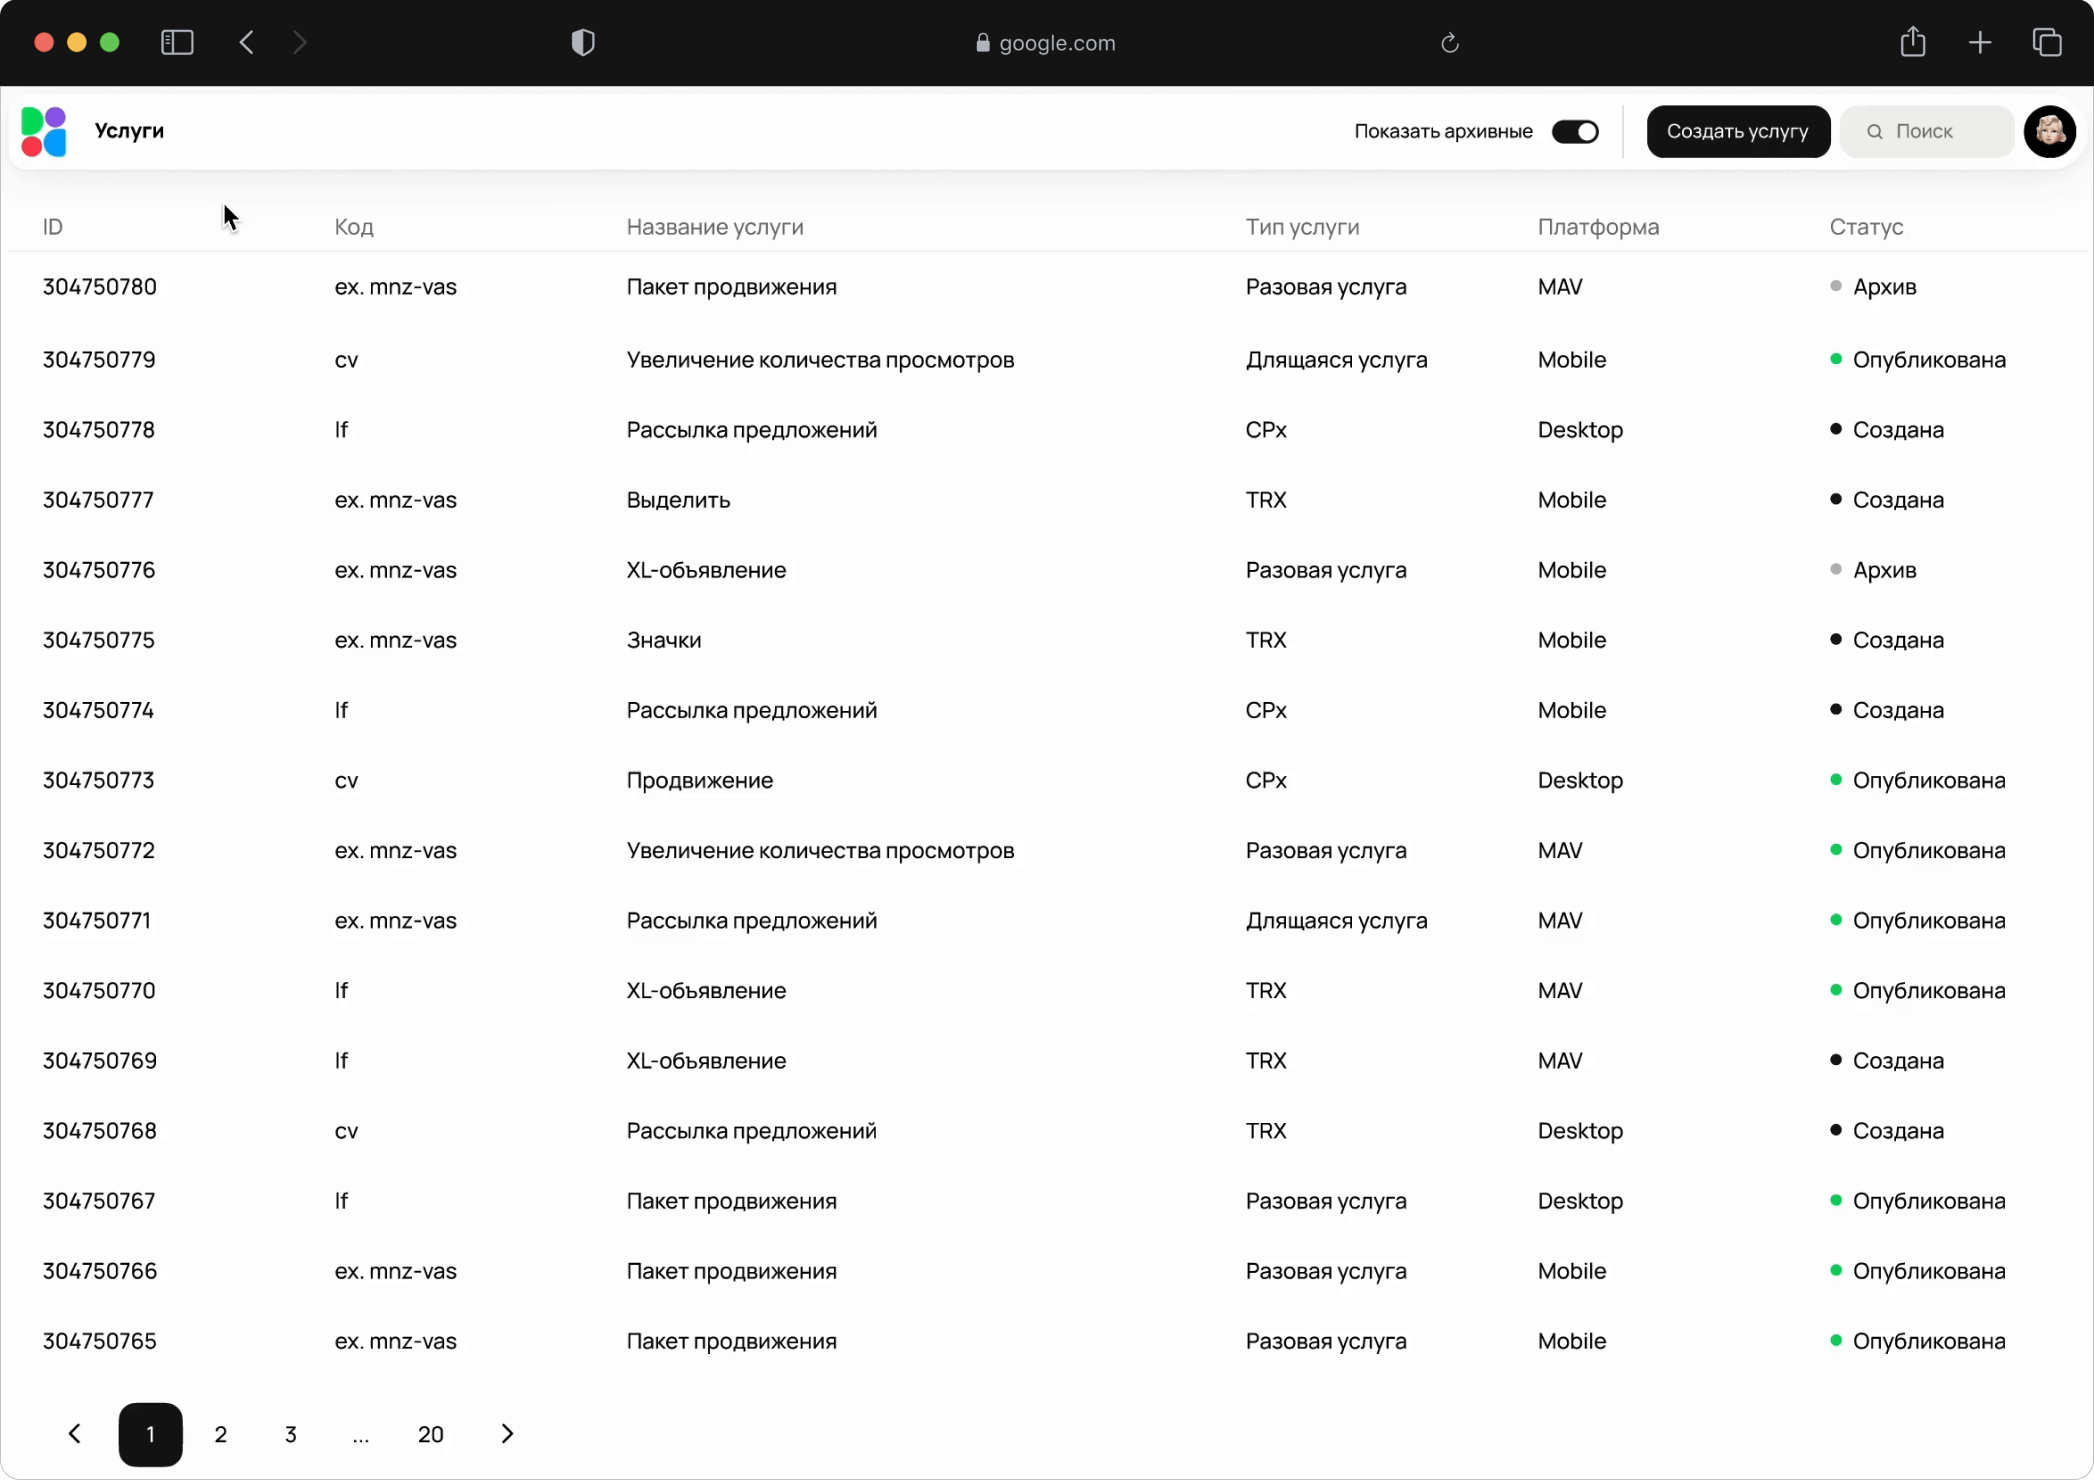 google.com
Услуги Показать архивные Создать услугу Поиск
ID Код Название услуги Тип услуги Платформа Статус
304750780 ex. mnz-vas Пакет продвижения Разовая услуга MAV Архив
304750779 cv Увеличение количества просмотров Длящаяся услуга Mobile Опубликована
304750778 lf Рассылка предложений CPx Desktop Создана
304750777 ex. mnz-vas Выделить TRX Mobile Создана
304750776 ex. mnz-vas XL-объявление Разовая услуга Mobile Архив
304750775 ex. mnz-vas Значки TRX Mobile Создана
304750774 lf Рассылка предложений CPx Mobile Создана
304750773 cv Продвижение CPx Desktop Опубликована
304750772 ex. mnz-vas Увеличение количества просмотров Разовая услуга MAV Опубликована
304750771 ex. mnz-vas Рассылка предложений Длящаяся услуга MAV Опубликована
304750770 lf XL-объявление TRX MAV Опубликована
304750769 lf XL-объявление TRX MAV Создана
304750768 cv Рассылка предложений TRX Desktop Создана
304750767 lf Пакет продвижения Разовая услуга Desktop Опубликована
304750766 ex. mnz-vas Пакет продвижения Разовая услуга Mobile Опубликована
304750765 ex. mnz-vas Пакет продвижения Разовая услуга Mobile Опубликована
1 2 3 ... 20